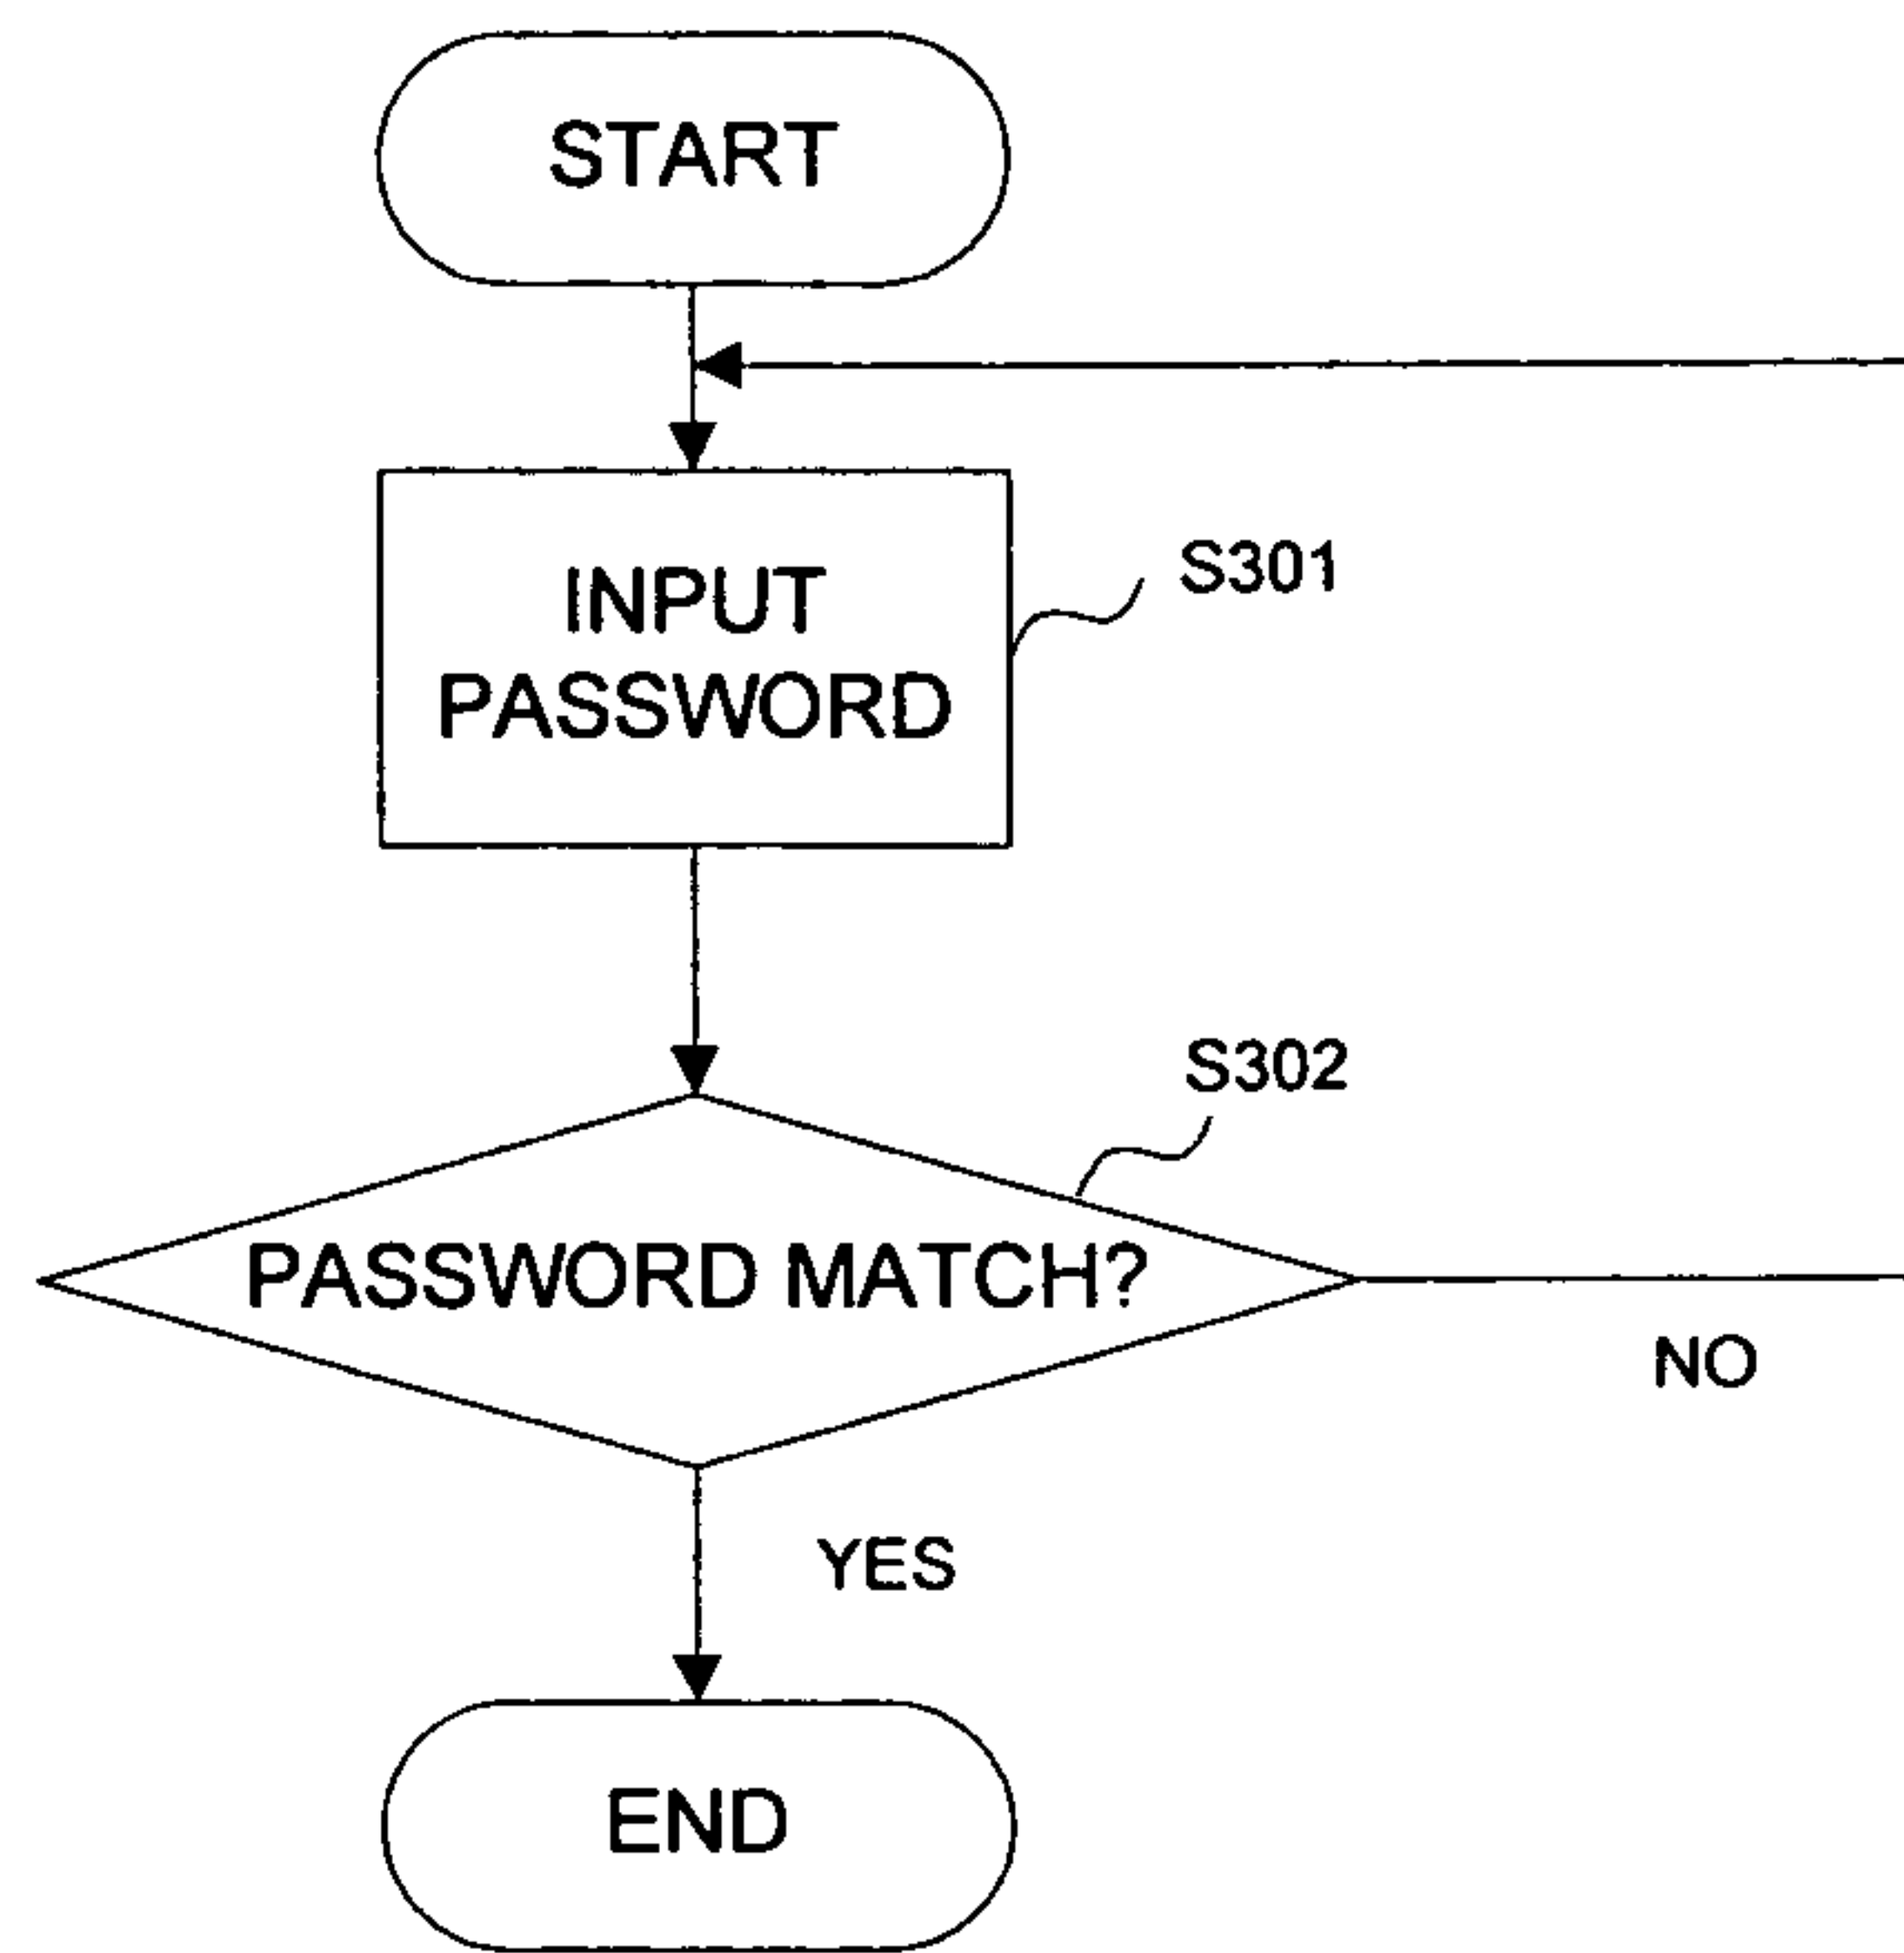 START
INPUT
PASSWORD
S301
S302
PASSWORD MATCH?
NO
YES
END